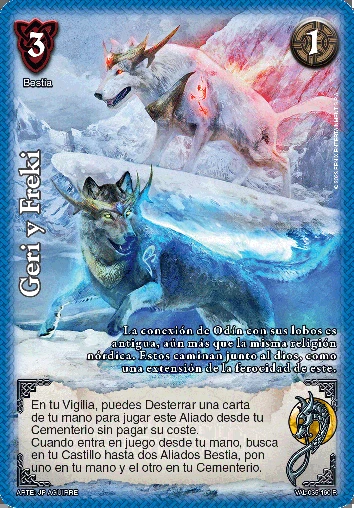 3
1
Bestia
Geri y Freki
La conexión de Odín con sus lobos es
antigua, aún más que la misma religión
nórdica. Estos caminan junto al dios, como
una extensión de la ferocidad de este.
En tu Vigilia, puedes Desterrar una carta
de tu mano para jugar este Aliado desde tu
Cementerio sin pagar su coste.
Cuando entra en juego desde tu mano, busca
en tu Castillo hasta dos Aliados Bestia, pon
uno en tu mano y el otro en tu Cementerio.
ARTE: JP AGUIRRE